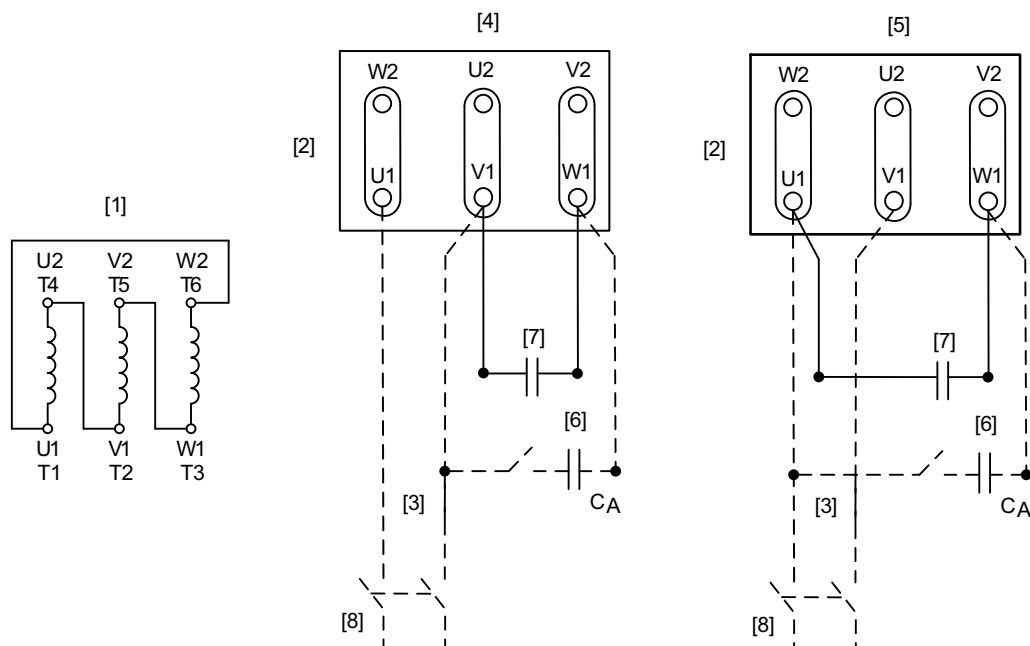 [1]
U2 V2 W2
T4 T5 T6
U1 V1 W1
T1 T2 T3
[4]
[2]
W2 U2 V2
U1 V1 W1
[7]
[6]
[3]
CA
[8]
[5]
[2]
W2 U2 V2
U1 V1 W1
[7]
[6]
[3]
CA
[8]